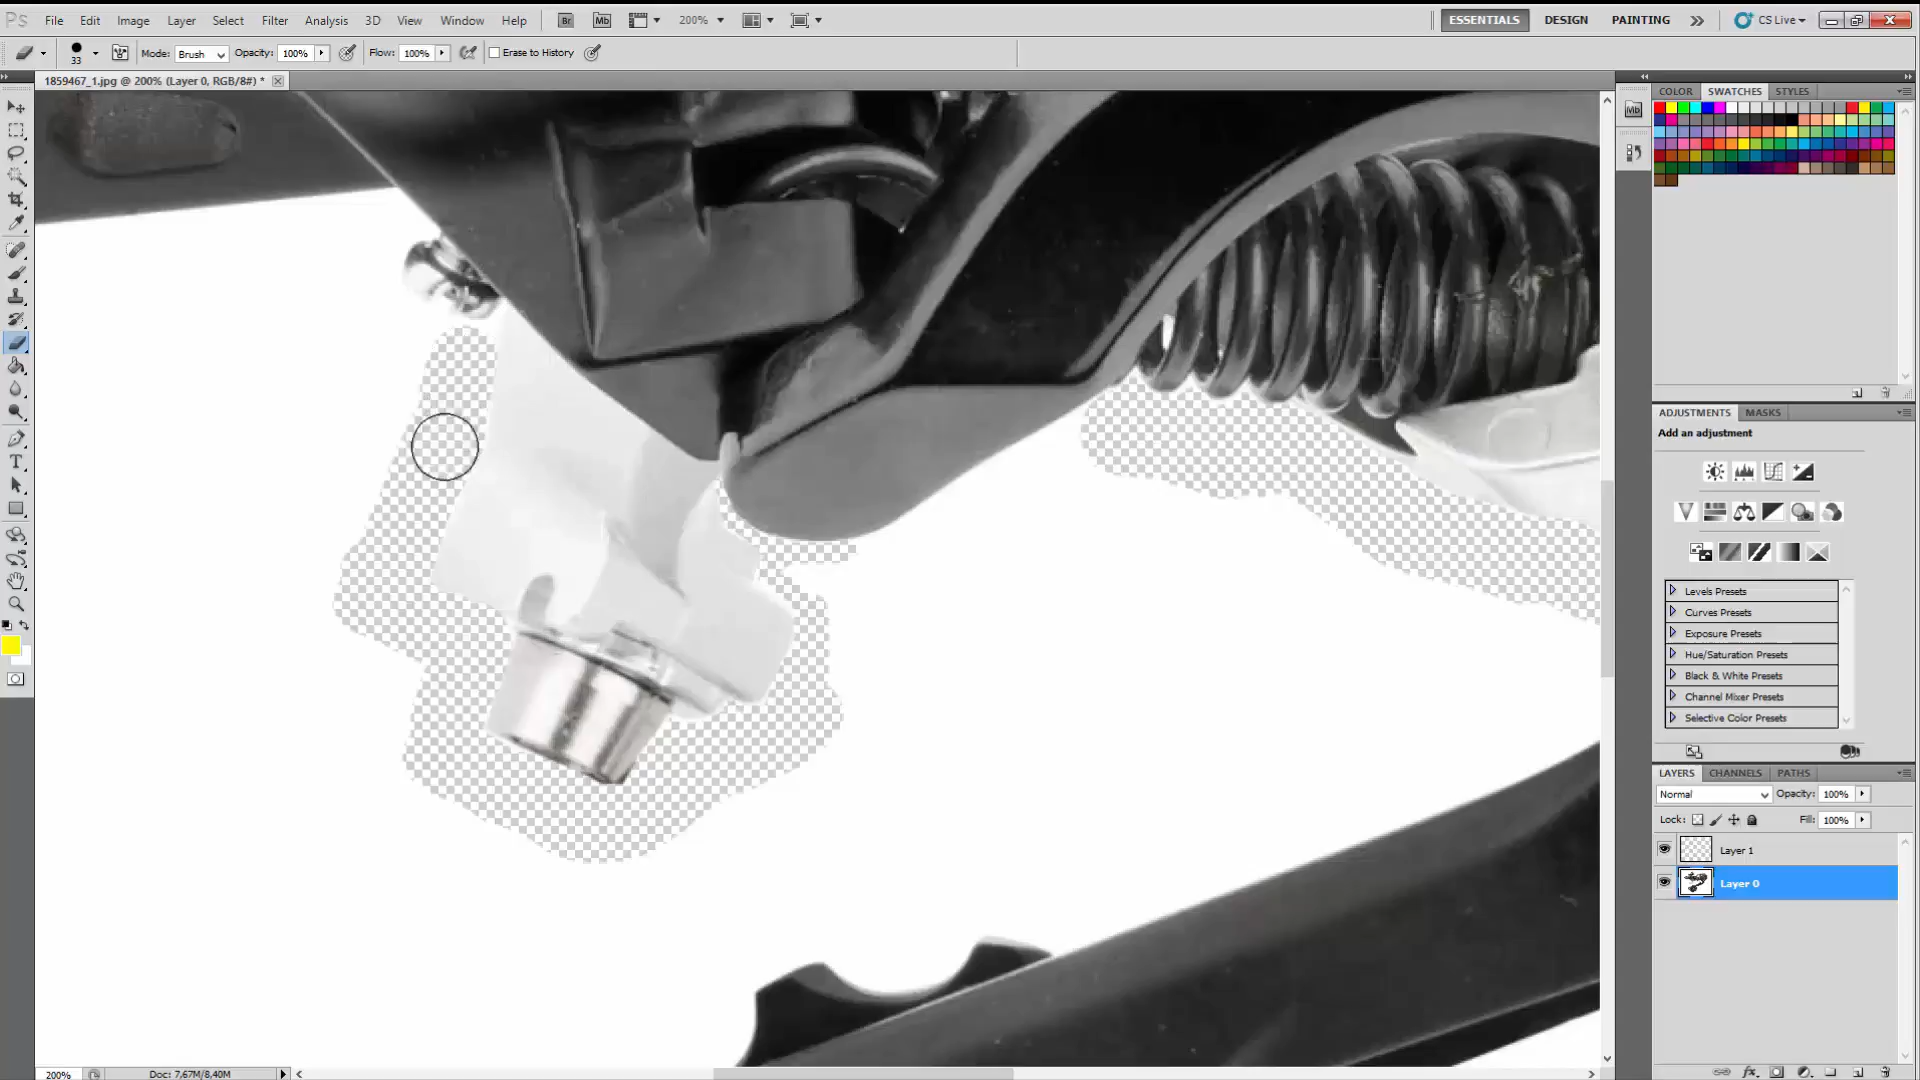 Ps File Edit Image Layer Select Filter Analysis 3D View Window Help Br Mb 200% ESSENTIALS DESIGN PAINTING CS Live
33 Mode: Brush Opacity: 100% Flow: 100% Erase to History
1859467_1.jpg @ 200% (Layer 0, RGB/8#) *
COLOR SWATCHES STYLES
Mb
ADJUSTMENTS MASKS
Add an adjustment
Levels Presets
Curves Presets
Exposure Presets
Hue/Saturation Presets
Black & White Presets
Channel Mixer Presets
Selective Color Presets
LAYERS CHANNELS PATHS
Normal Opacity: 100%
Lock: Fill: 100%
Layer 1
Layer 0
200% Doc: 7,67M/8,40M